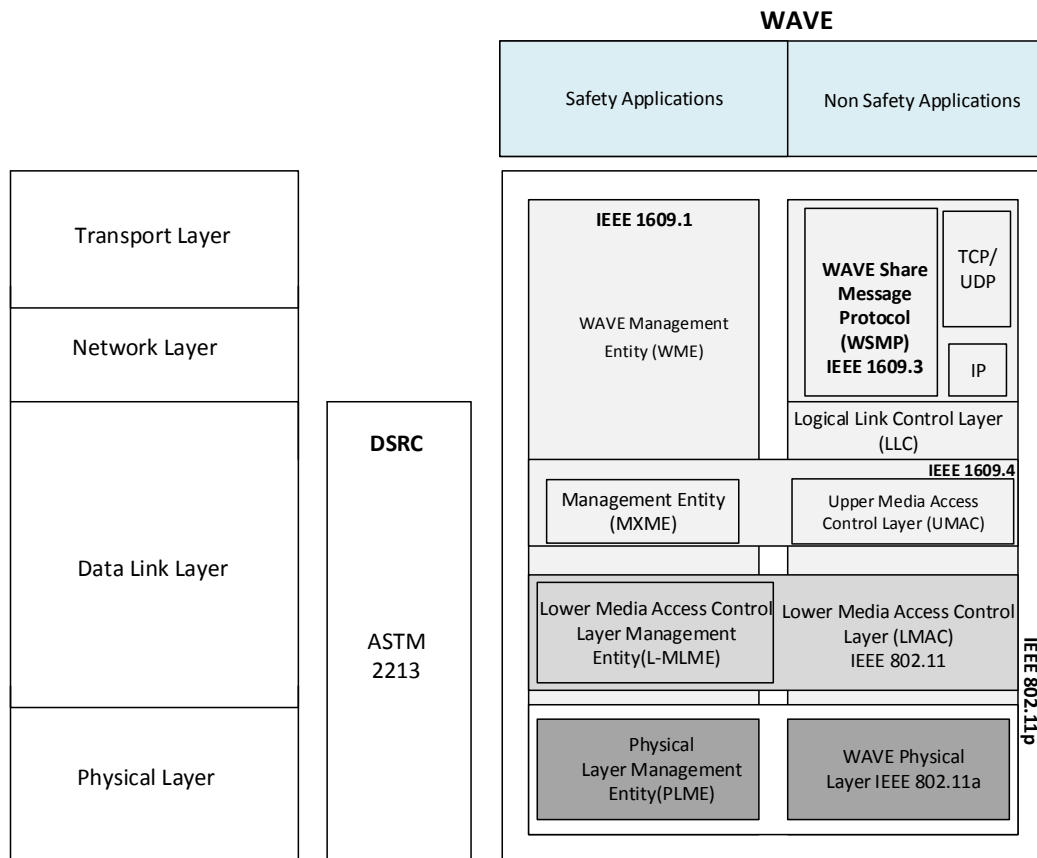 WAVE
Safety Applications
Non Safety Applications
Transport Layer
Network Layer
Data Link Layer
Physical Layer
DSRC
ASTM
2213
IEEE 1609.1
WAVE Management
Entity (WME)
WAVE Share
Message
Protocol
(WSMP)
IEEE 1609.3
TCP/
UDP
IP
Logical Link Control Layer
(LLC)
IEEE 1609.4
Management Entity
(MXME)
Upper Media Access
Control Layer (UMAC)
Lower Media Access Control
Layer Management
Entity(L-MLME)
Lower Media Access Control
Layer (LMAC)
IEEE 802.11
IEEE 802.11p
Physical
Layer Management
Entity(PLME)
WAVE Physical
Layer IEEE 802.11a